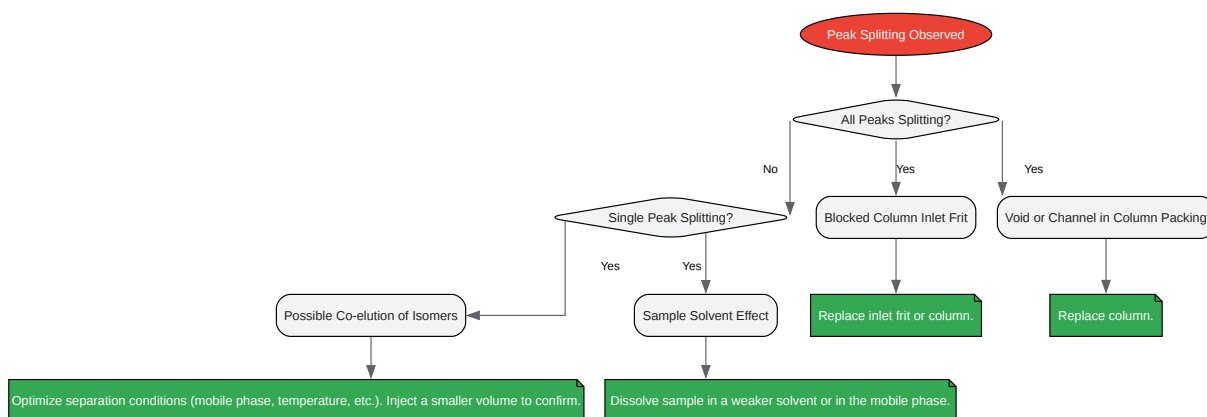 Peak Splitting Observed
All Peaks Splitting?
No
Yes
Yes
Single Peak Splitting?
Blocked Column Inlet Frit
Void or Channel in Column Packing
Yes
Yes
Possible Co-elution of Isomers
Sample Solvent Effect
Replace inlet frit or column.
Replace column.
Optimize separation conditions (mobile phase, temperature, etc.). Inject a smaller volume to confirm.
Dissolve sample in a weaker solvent or in the mobile phase.